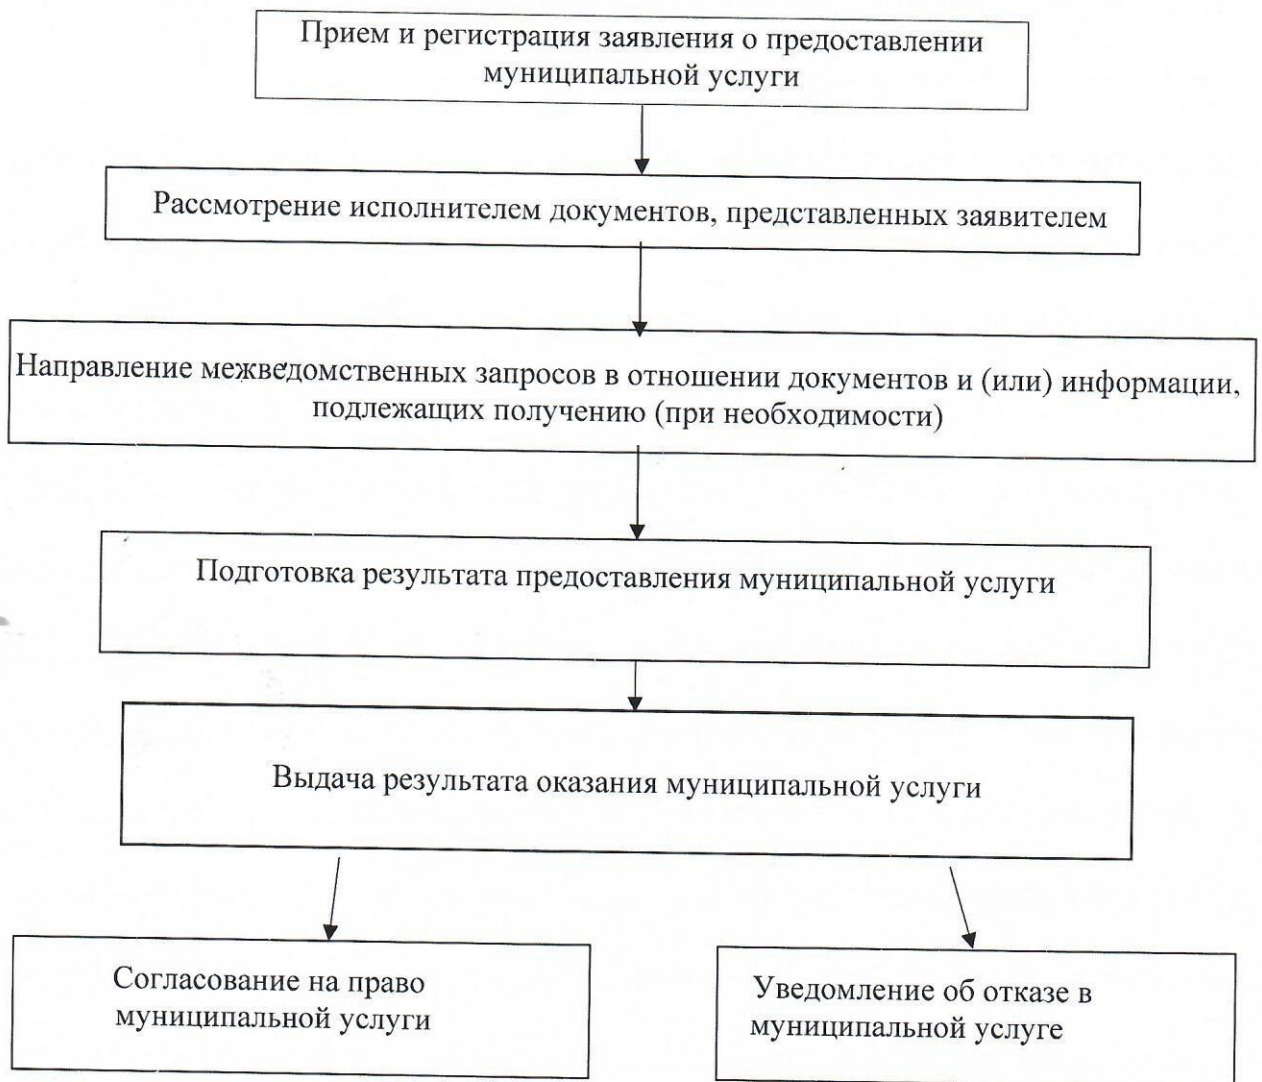 Прием и регистрация заявления о предоставлении
муниципальной услуги
Рассмотрение исполнителем документов, представленных заявителем
Направление межведомственных запросов в отношении документов и (или) информации,
подлежащих получению (при необходимости)
Подготовка результата предоставления муниципальной услуги
Выдача результата оказания муниципальной услуги
Согласование на право
муниципальной услуги
Уведомление об отказе в
муниципальной услуге